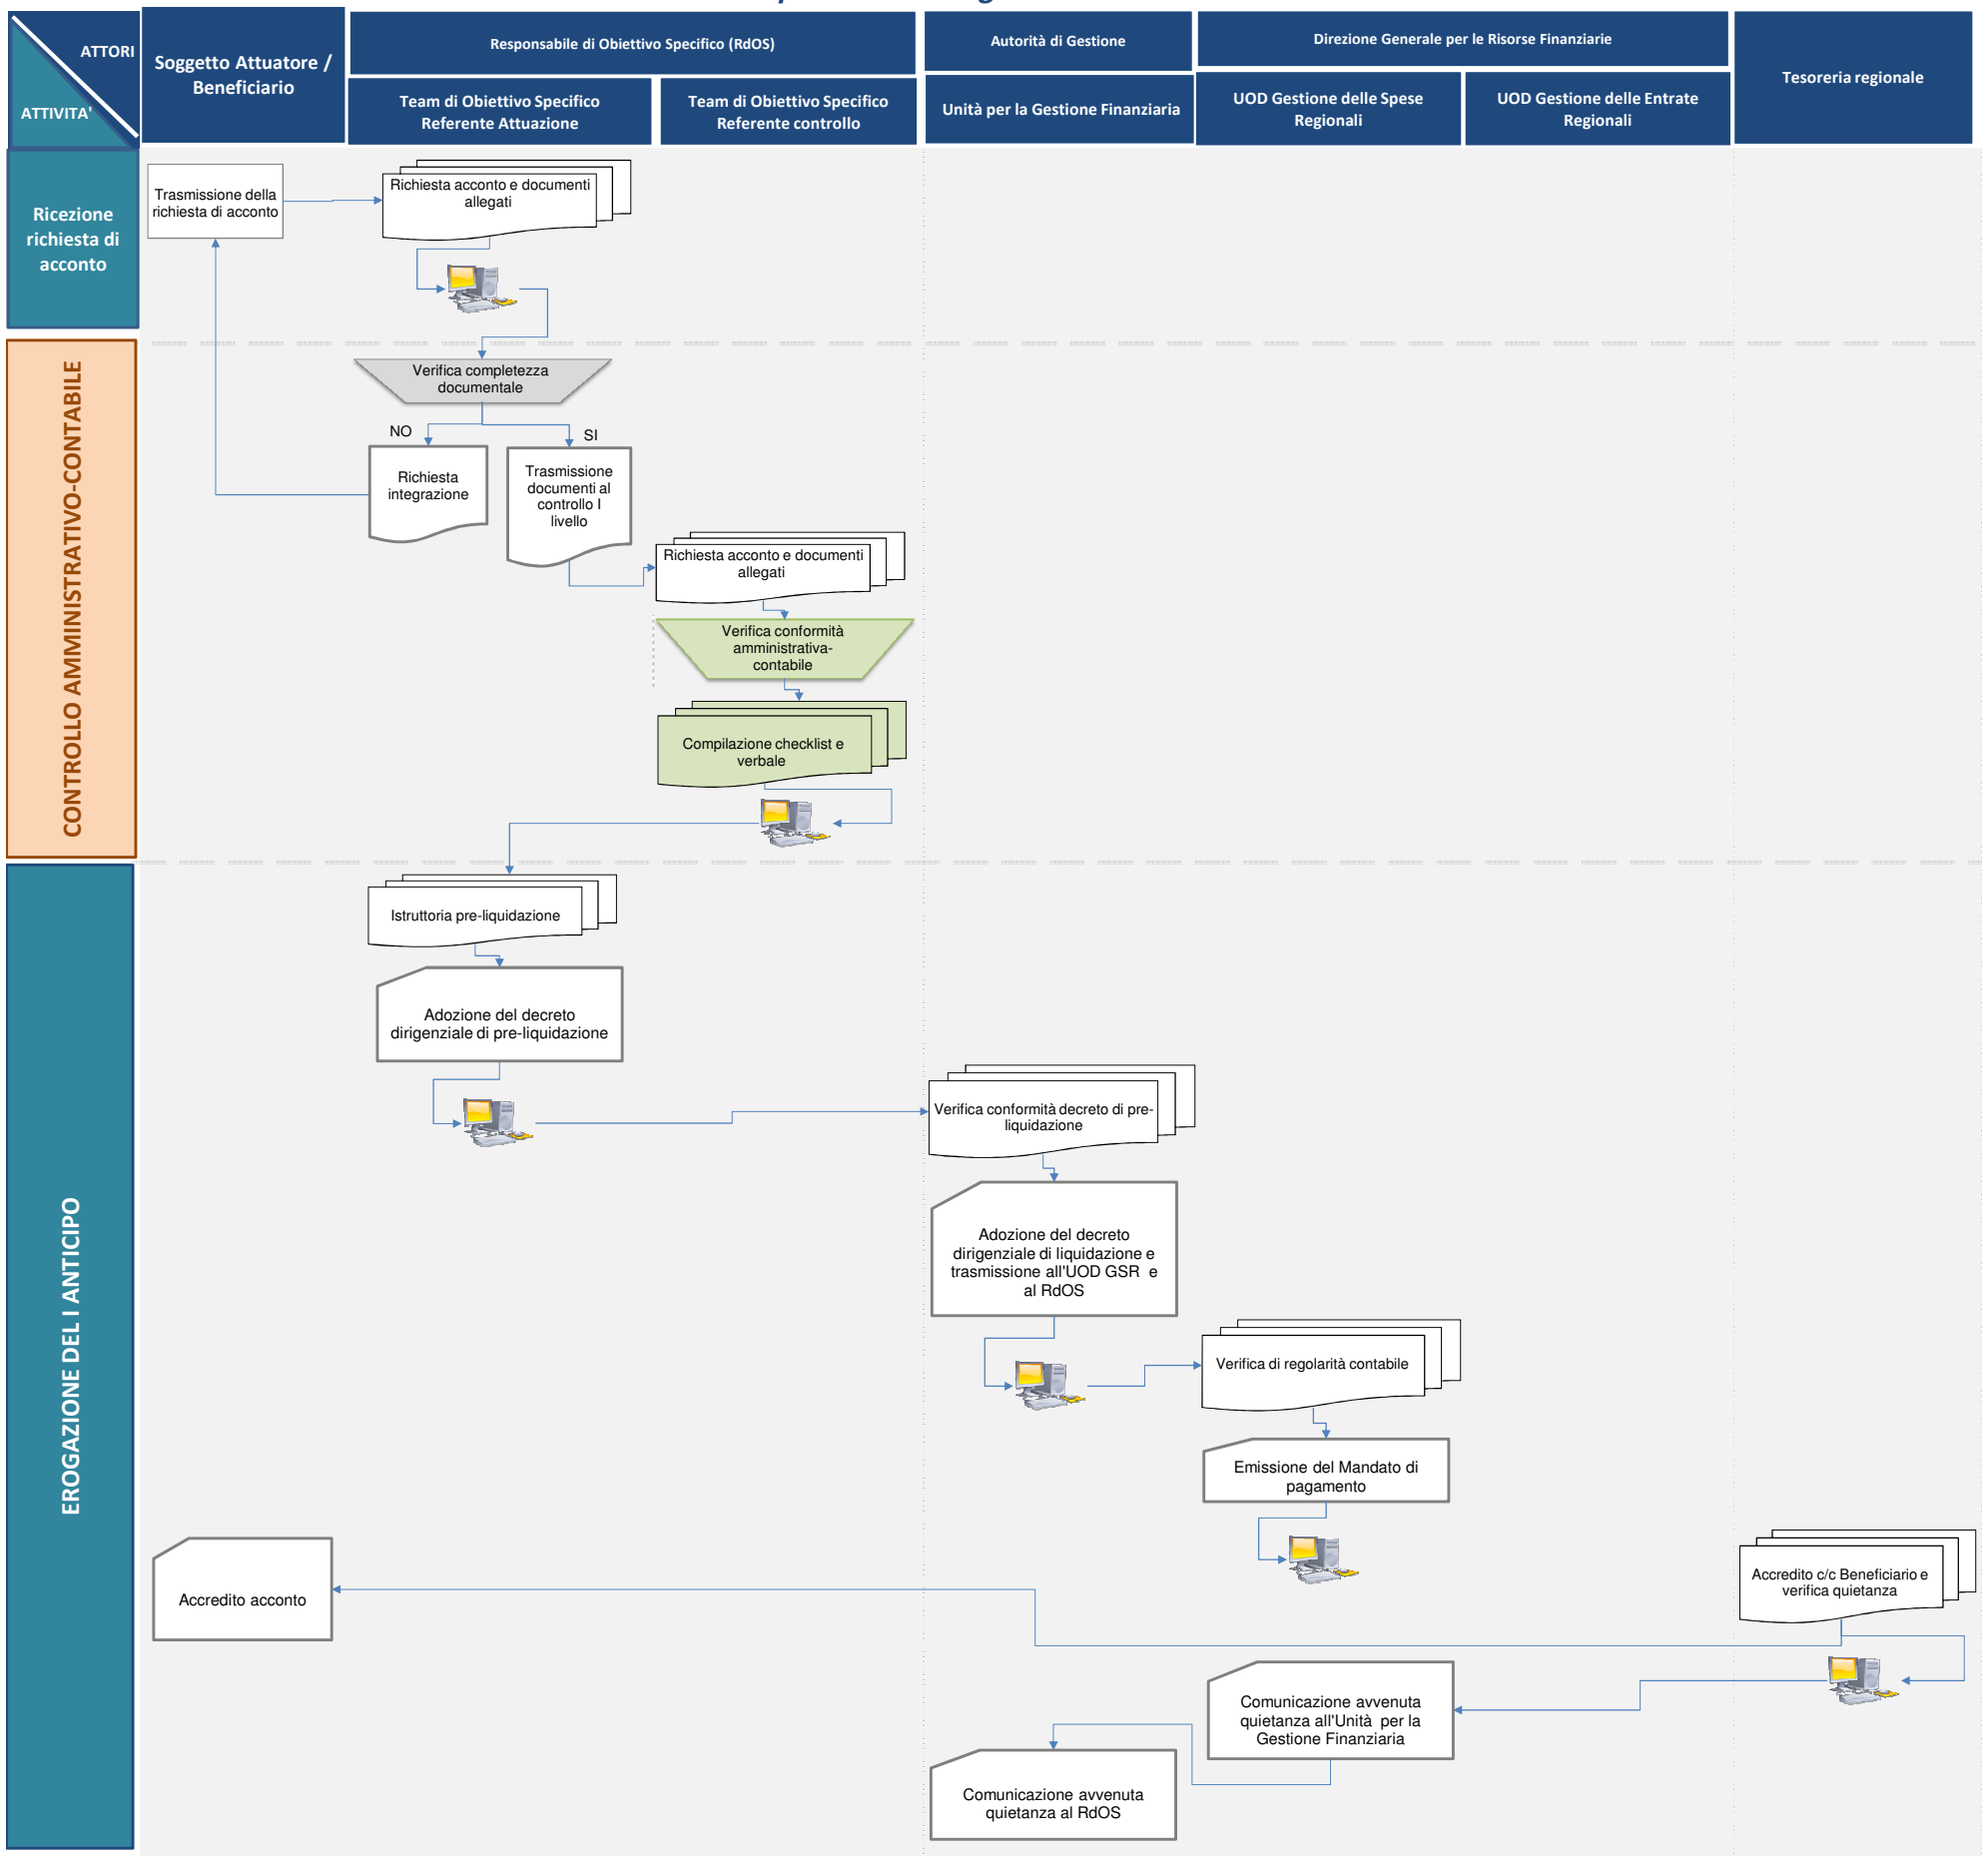 ATTORI
ATTIVITA'
Soggetto Attuatore /
Beneficiario
Responsabile di Obiettivo Specifico (RdOS)
Team di Obiettivo Specifico
Referente Attuazione
Team di Obiettivo Specifico
Referente controllo
Autorità di Gestione
Unità per la Gestione Finanziaria
Direzione Generale per le Risorse Finanziarie
UOD Gestione delle Spese
Regionali
UOD Gestione delle Entrate
Regionali
Tesoreria regionale
Ricezione
richiesta di
acconto
Trasmissione della
richiesta di acconto
Richiesta acconto e documenti
allegati
CONTROLLO AMMINISTRATIVO-CONTABILE
Verifica completezza
documentale
NO
SI
Richiesta
integrazione
Trasmissione
documenti al
controllo I
livello
Richiesta acconto e documenti
allegati
Verifica conformità
amministrativa-
contabile
Compilazione checklist e
verbale
EROGAZIONE DEL I ANTICIPO
Istruttoria pre-liquidazione
Adozione del decreto
dirigenziale di pre-liquidazione
Verifica conformità decreto di pre-
liquidazione
Adozione del decreto
dirigenziale di liquidazione e
trasmissione all'UOD GSR e
al RdOS
Verifica di regolarità contabile
Emissione del Mandato di
pagamento
Accredito c/c Beneficiario e
verifica quietanza
Accredito acconto
Comunicazione avvenuta
quietanza all'Unità per la
Gestione Finanziaria
Comunicazione avvenuta
quietanza al RdOS